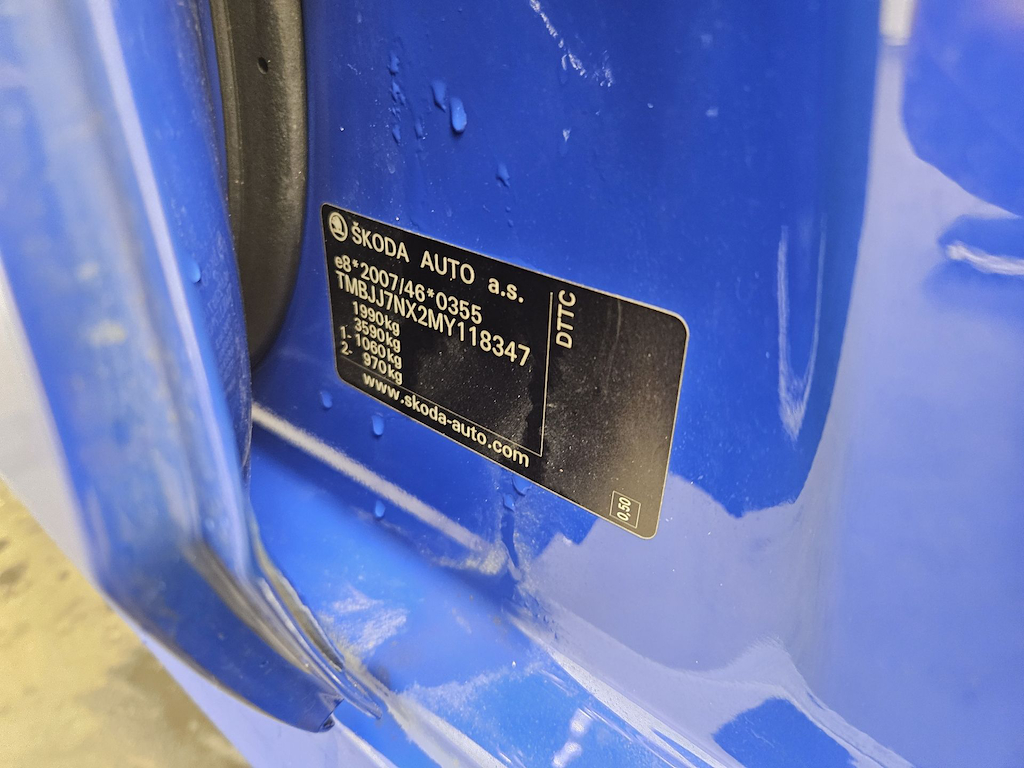 ŠKODA AUTO a.s.
e8*2007/46*0355
TMBJJ7NX2MY118347
1990kg
3590kg
1- 1060kg
2- 970kg
www.skoda-auto.com
DTTC
0.50